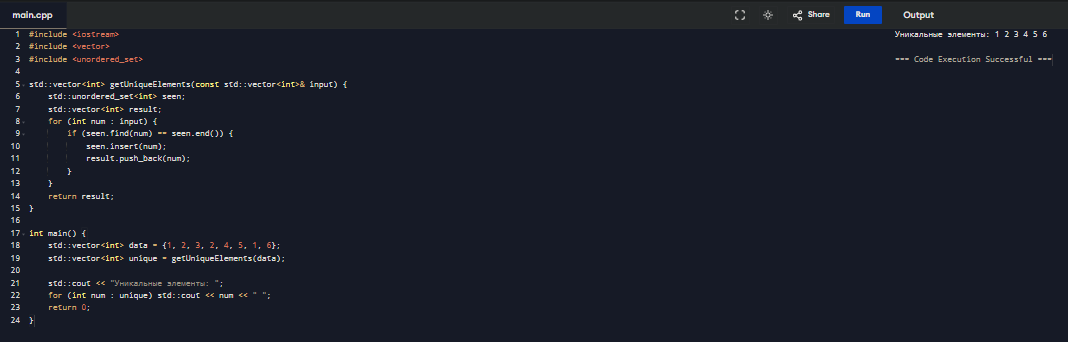 main.cpp
Share
Run
Output
1 #include <iostream>
2 #include <vector>
3 #include <unordered_set>
4
5 std::vector<int> getUniqueElements(const std::vector<int>& input) {
6     std::unordered_set<int> seen;
7     std::vector<int> result;
8     for (int num : input) {
9         if (seen.find(num) == seen.end()) {
10             seen.insert(num);
11             result.push_back(num);
12         }
13     }
14     return result;
15 }
16
17 int main() {
18     std::vector<int> data = {1, 2, 3, 2, 4, 5, 1, 6};
19     std::vector<int> unique = getUniqueElements(data);
20
21     std::cout << "Уникальные элементы: ";
22     for (int num : unique) std::cout << num << " ";
23     return 0;
24 }
Уникальные элементы: 1 2 3 4 5 6
=== Code Execution Successful ===